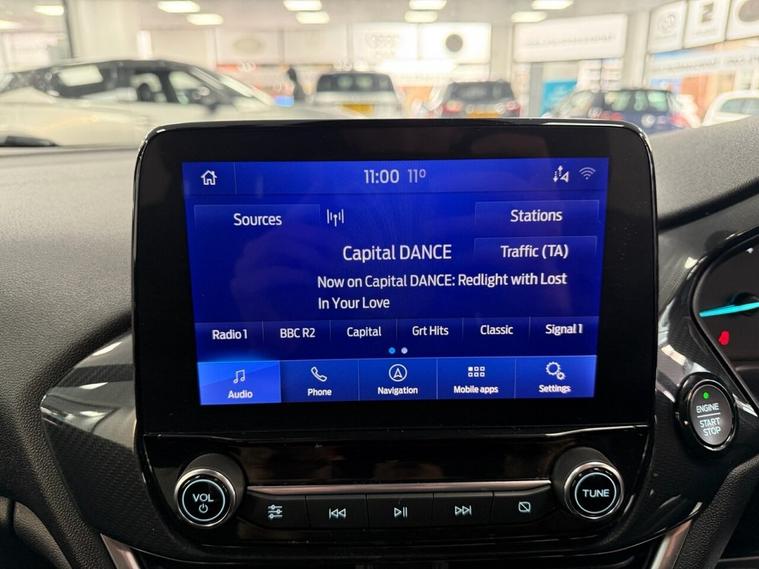 11:00 11°
Sources
Stations
Capital DANCE
Traffic (TA)
Now on Capital DANCE: Redlight with Lost
In Your Love
Radio 1 BBC R2 Capital Grt Hits Classic Signal 1
Audio Phone Navigation Mobile apps Settings
ENGINE
START
STOP
VOL
TUNE